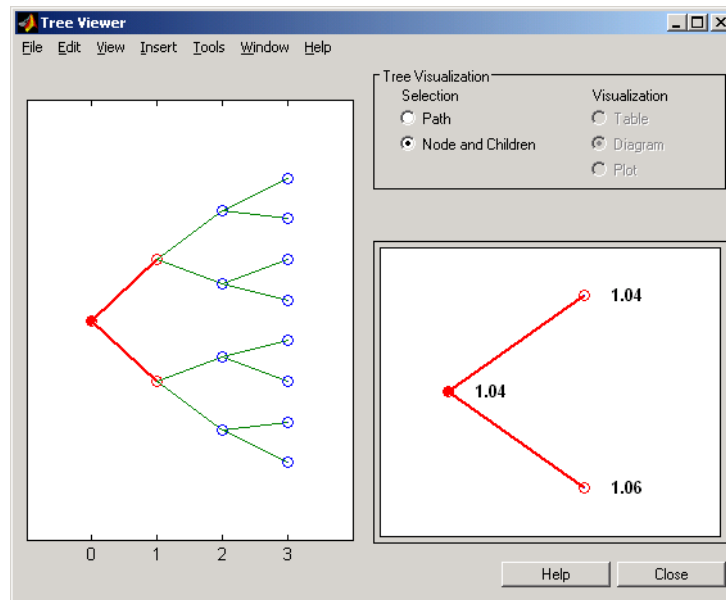 Tree Viewer
File Edit View Insert Tools Window Help
Tree Visualization
Selection
Visualization
Path
Table
Node and Children
Diagram
Plot
1.04
1.04
1.06
0 1 2 3
Help
Close